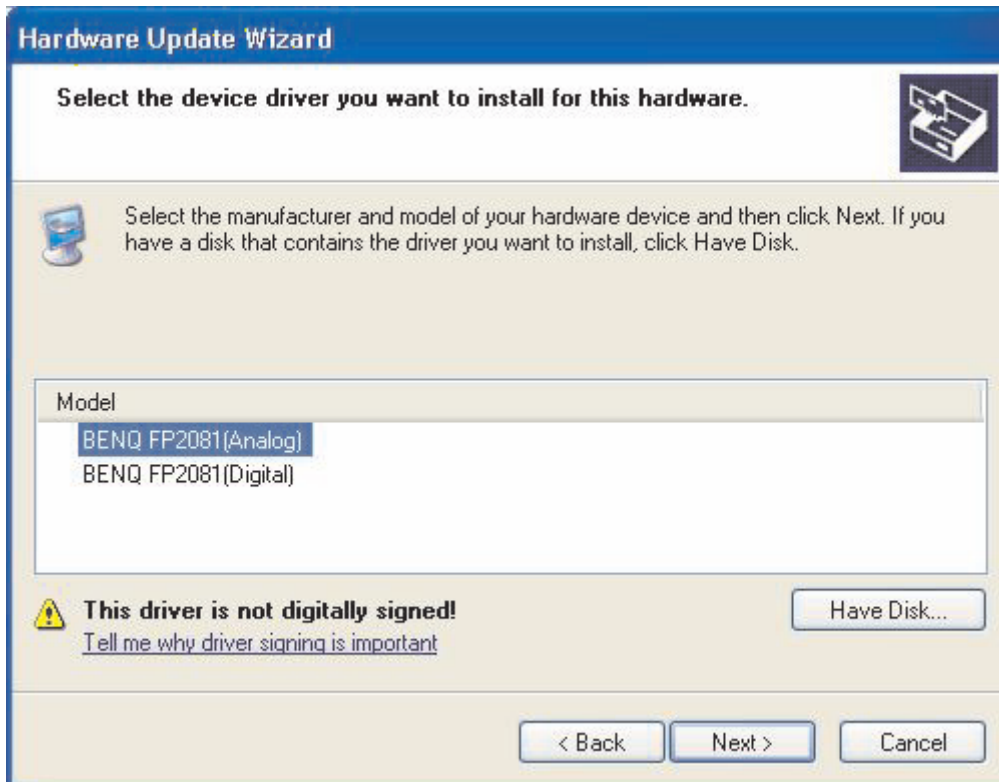 Hardware Update Wizard
Select the device driver you want to install for this hardware.
Select the manufacturer and model of your hardware device and then click Next. If you
have a disk that contains the driver you want to install, click Have Disk.
Model
BENQ FP2081(Analog)
BENQ FP2081(Digital)
This driver is not digitally signed!
Have Disk...
Tell me why driver signing is important
< Back
Next >
Cancel